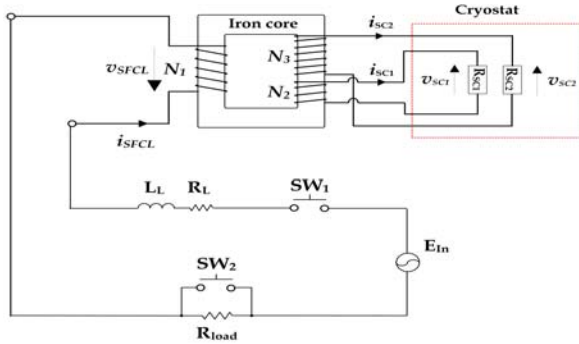 Cryostat
Iron core
iSC2
N3
iSC1
vSFCL
N1
N2
vSC1
RSC1
RSC2
vSC2
iSFCL
LL
RL
SW1
EIn
SW2
Rload